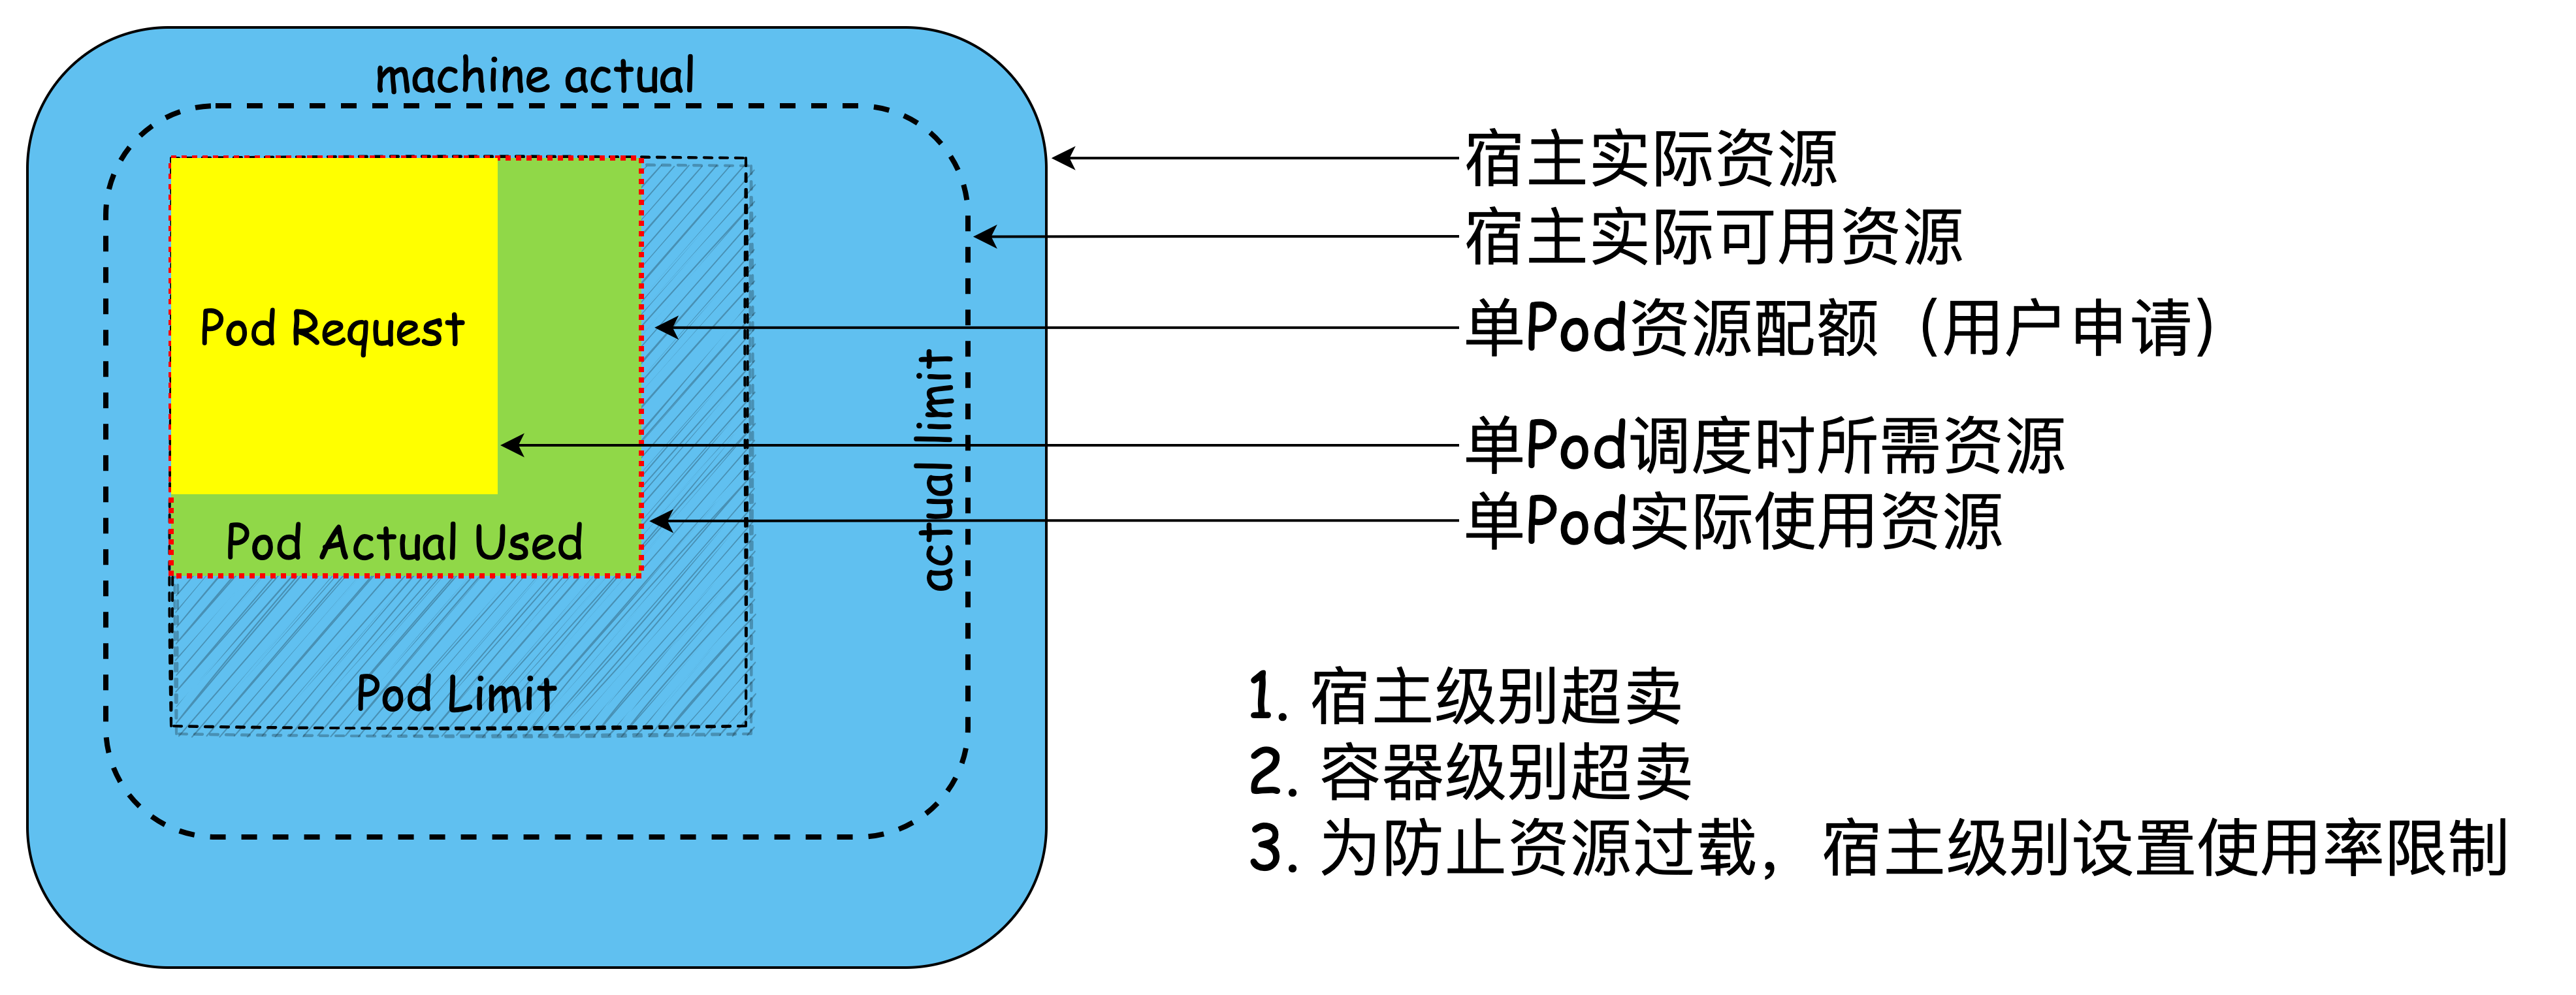 machine actual
Pod Request
Pod Actual Used
Pod Limit
actual limit
宿主实际资源
宿主实际可用资源
单Pod资源配额（用户申请）
单Pod调度时所需资源
单Pod实际使用资源
1. 宿主级别超卖
2. 容器级别超卖
3. 为防止资源过载，宿主级别设置使用率限制